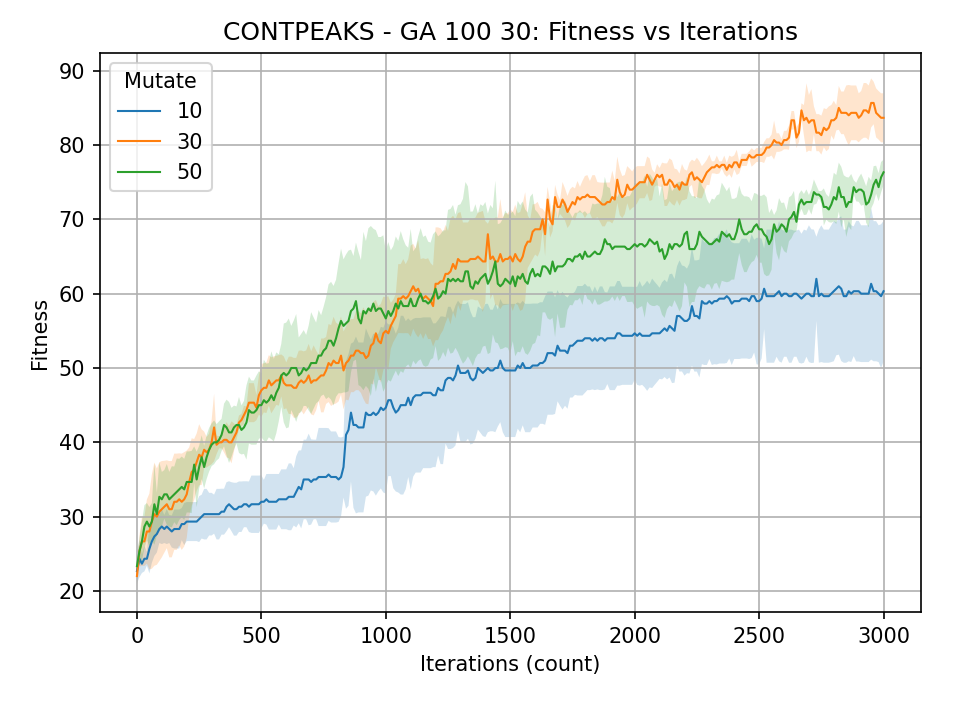 CONTPEAKS - GA 100 30: Fitness vs Iterations
Mutate
10
30
50
Fitness
90
80
70
60
50
40
30
20
0 500 1000 1500 2000 2500 3000
Iterations (count)